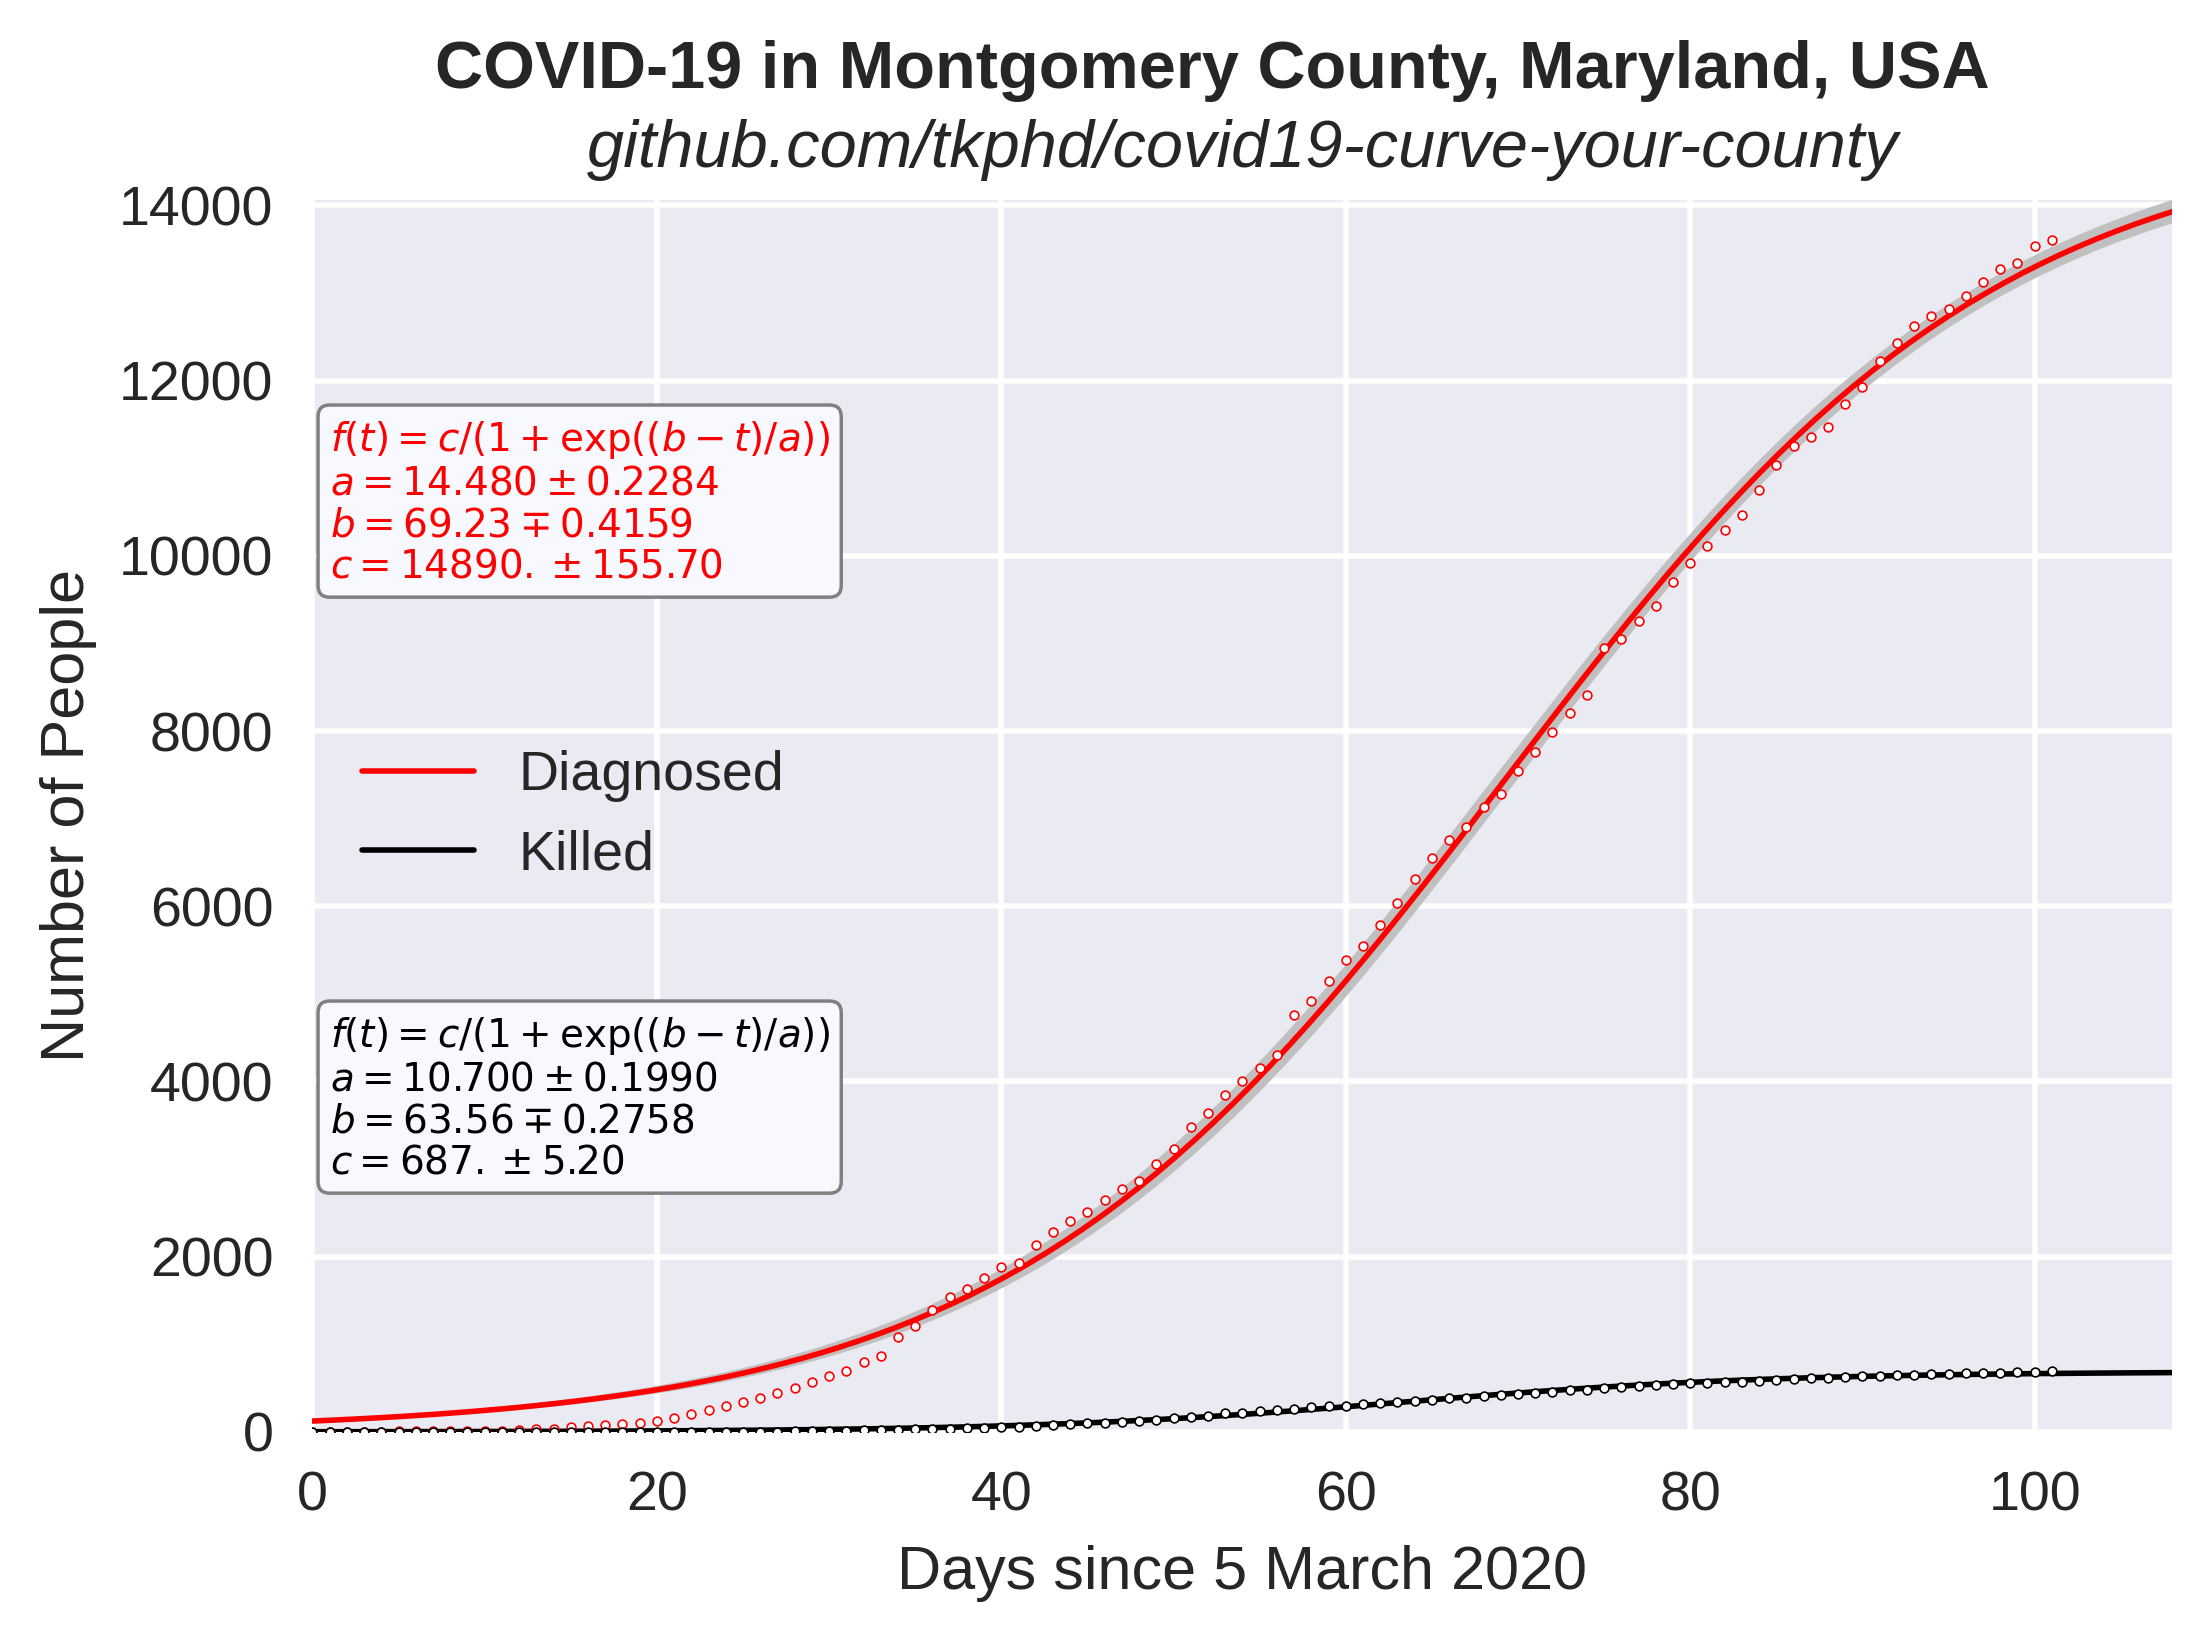 COVID-19 in Montgomery County, Maryland, USA
github.com/tkphd/covid19-curve-your-county
14000
12000
10000
8000
6000
4000
2000
0
Number of People
f(t) = c/(1 + exp((b − t)/a))
a = 14.480 ± 0.2284
b = 69.23 ∓ 0.4159
c = 14890. ± 155.70
Diagnosed
Killed
f(t) = c/(1 + exp((b − t)/a))
a = 10.700 ± 0.1990
b = 63.56 ∓ 0.2758
c = 687. ± 5.20
0 20 40 60 80 100
Days since 5 March 2020